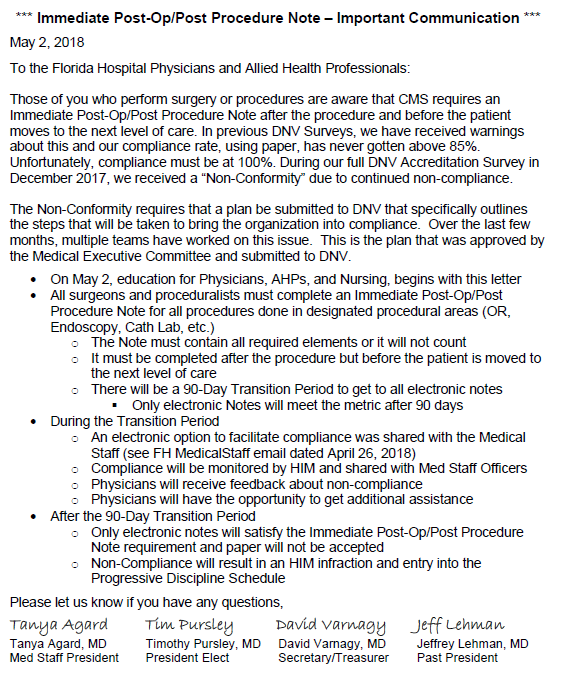 *** Immediate Post-Op/Post Procedure Note – Important Communication ***
May 2, 2018
To the Florida Hospital Physicians and Allied Health Professionals:
Those of you who perform surgery or procedures are aware that CMS requires an
Immediate Post-Op/Post Procedure Note after the procedure and before the patient
moves to the next level of care. In previous DNV Surveys, we have received warnings
about this and our compliance rate, using paper, has never gotten above 85%.
Unfortunately, compliance must be at 100%. During our full DNV Accreditation Survey in
December 2017, we received a “Non-Conformity” due to continued non-compliance.
The Non-Conformity requires that a plan be submitted to DNV that specifically outlines
the steps that will be taken to bring the organization into compliance. Over the last few
months, multiple teams have worked on this issue. This is the plan that was approved by
the Medical Executive Committee and submitted to DNV.
• On May 2, education for Physicians, AHPs, and Nursing, begins with this letter
• All surgeons and proceduralists must complete an Immediate Post-Op/Post
Procedure Note for all procedures done in designated procedural areas (OR,
Endoscopy, Cath Lab, etc.)
o The Note must contain all required elements or it will not count
o It must be completed after the procedure but before the patient is moved to
the next level of care
o There will be a 90-Day Transition Period to get to all electronic notes
▪ Only electronic Notes will meet the metric after 90 days
• During the Transition Period
o An electronic option to facilitate compliance was shared with the Medical
Staff (see FH MedicalStaff email dated April 26, 2018)
o Compliance will be monitored by HIM and shared with Med Staff Officers
o Physicians will receive feedback about non-compliance
o Physicians will have the opportunity to get additional assistance
• After the 90-Day Transition Period
o Only electronic notes will satisfy the Immediate Post-Op/Post Procedure
Note requirement and paper will not be accepted
o Non-Compliance will result in an HIM infraction and entry into the
Progressive Discipline Schedule
Please let us know if you have any questions,
Tanya Agard Tim Pursley David Varnagy Jeff Lehman
Tanya Agard, MD Timothy Pursley, MD David Varnagy, MD Jeffrey Lehman, MD
Med Staff President President Elect Secretary/Treasurer Past President